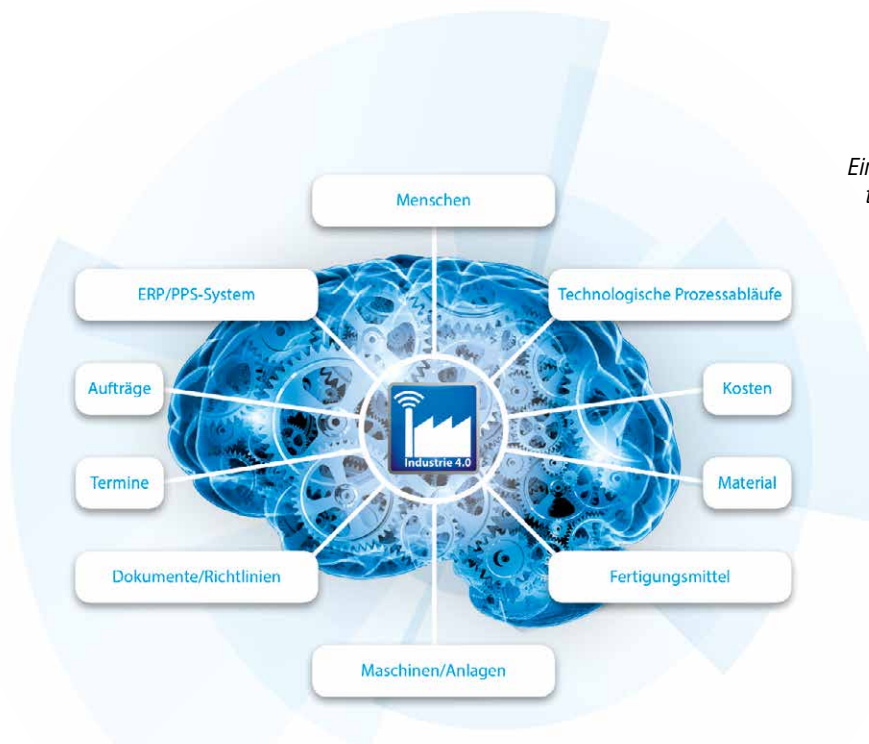 Menschen
ERP/PPS-System
Technologische Prozessabläufe
Aufträge
Kosten
Industrie 4.0
Termine
Material
Dokumente/Richtlinien
Fertigungsmittel
Maschinen/Anlagen